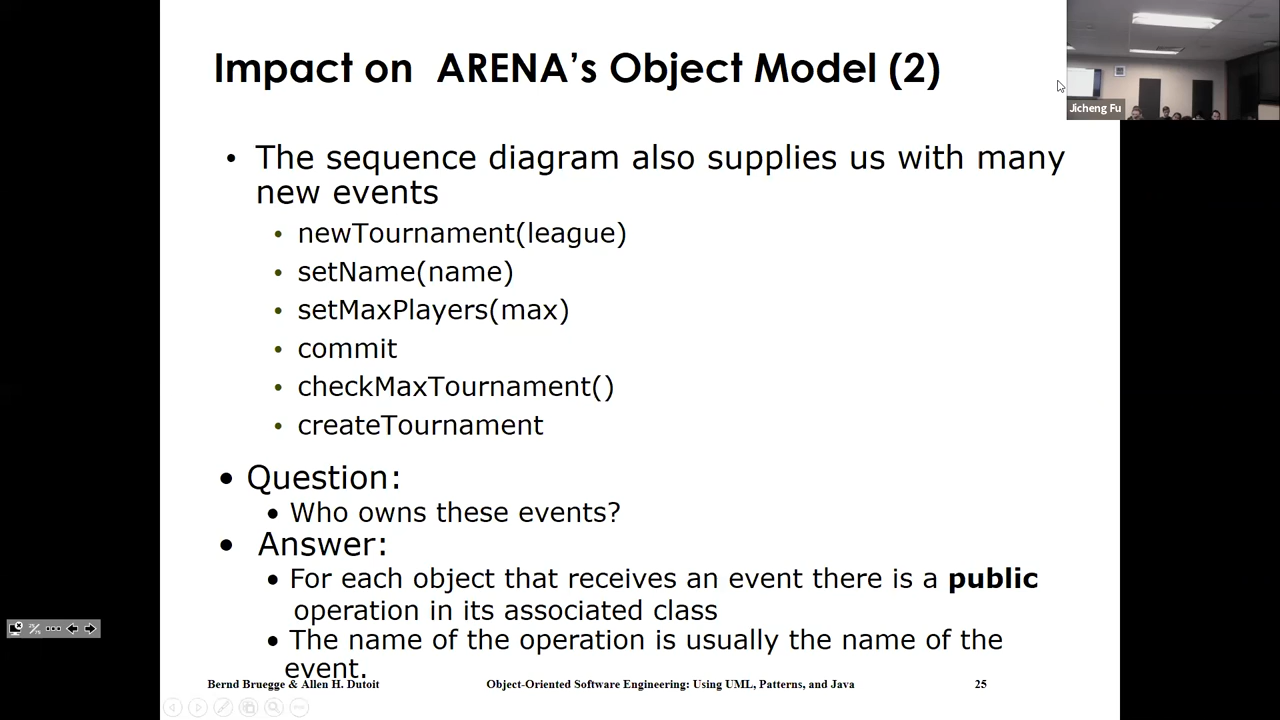 Impact on ARENA's Object Model (2)
Jicheng Fu
• The sequence diagram also supplies us with many
new events
• newTournament(league)
• setName(name)
• setMaxPlayers(max)
• commit
• checkMaxTournament()
• createTournament
• Question:
• Who owns these events?
• Answer:
• For each object that receives an event there is a public
operation in its associated class
• The name of the operation is usually the name of the
event.
Bernd Bruegge & Allen H. Dutoit Object-Oriented Software Engineering: Using UML, Patterns, and Java 25